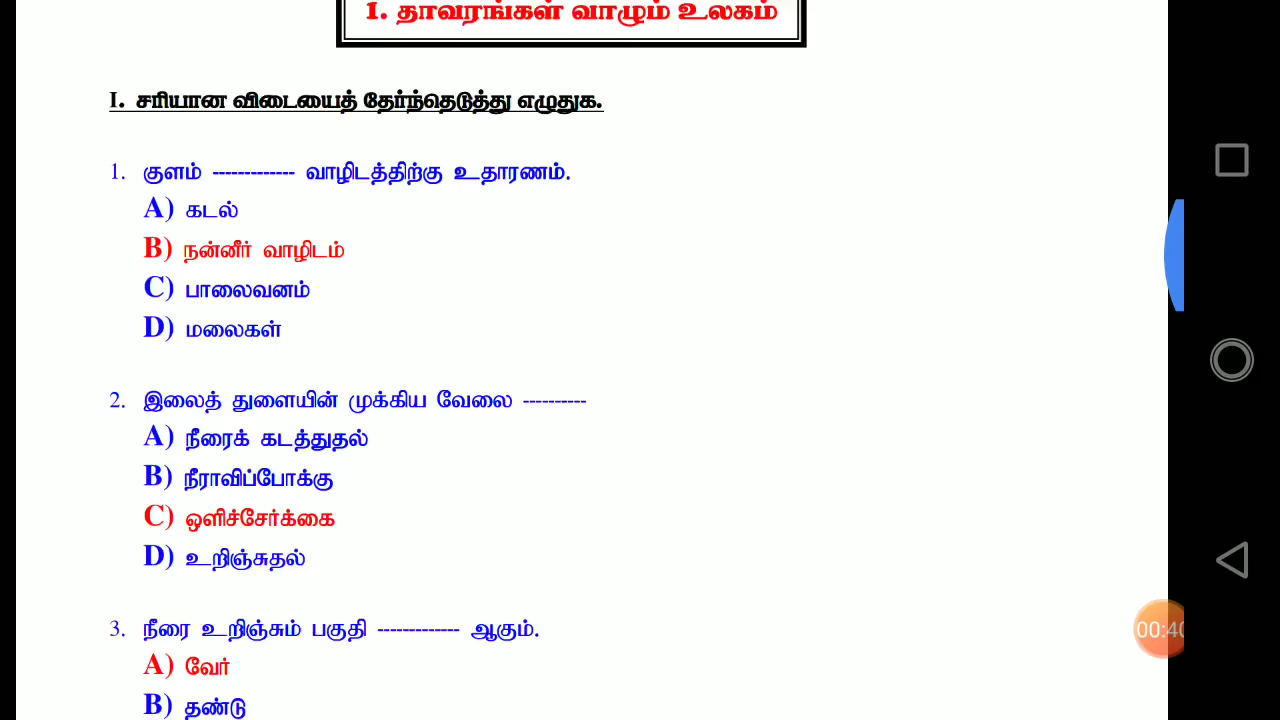 1. தாவரங்கள் வாழும் உலகம்
I. சரியான விடையைத் தேர்ந்தெடுத்து எழுதுக.
1. குளம் ------------- வாழிடத்திற்கு உதாரணம்.
A) கடல்
B) நன்னீர் வாழிடம்
C) பாலைவனம்
D) மலைகள்
2. இலைத் துளையின் முக்கிய வேலை ----------
A) நீரைக் கடத்துதல்
B) நீராவிப்போக்கு
C) ஒளிச்சேர்க்கை
D) உறிஞ்சுதல்
3. நீரை உறிஞ்சும் பகுதி ------------- ஆகும்.
A) வேர்
00:40
B) தண்டு